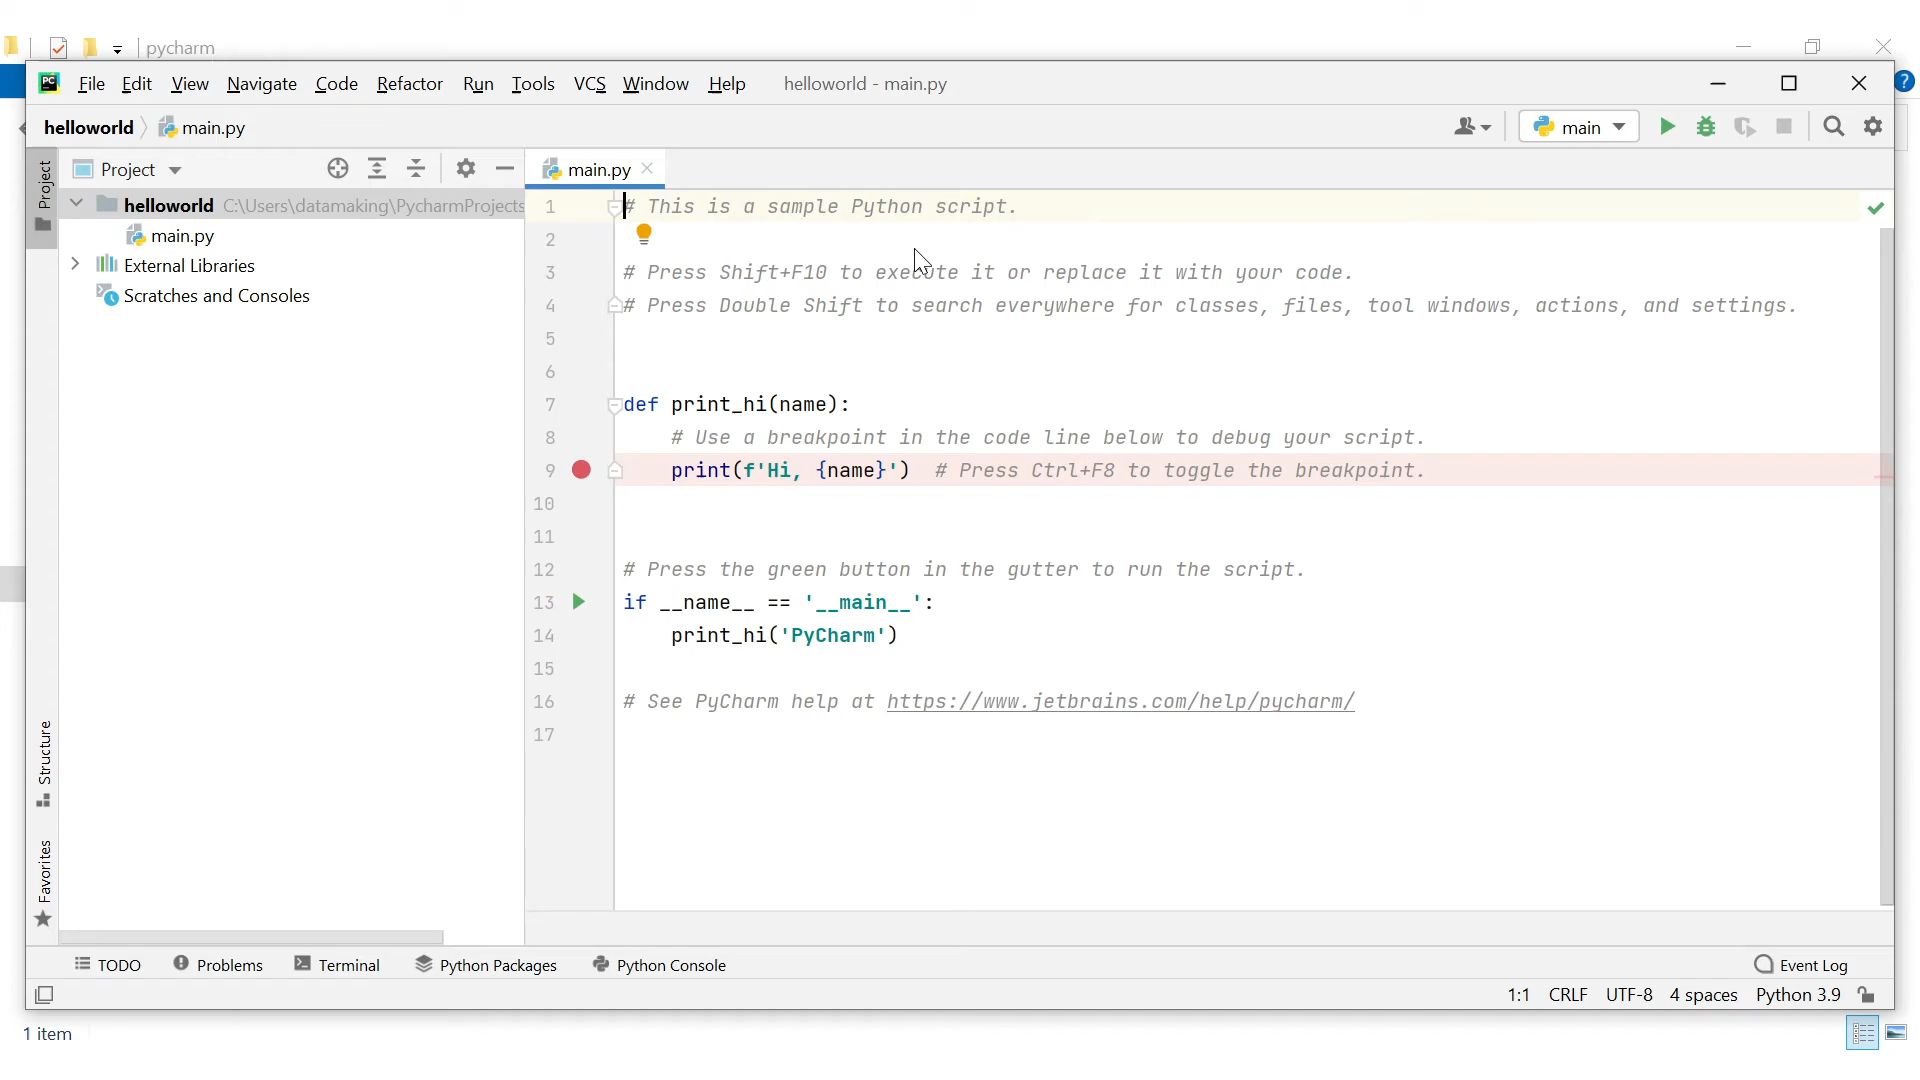 pycharm
PC File Edit View Navigate Code Refactor Run Tools VCS Window Help helloworld - main.py
?
helloworld main.py main
Project Project main.py
helloworld C:\Users\datamaking\PycharmProjects
main.py
External Libraries
Scratches and Consoles
1 # This is a sample Python script.
2
3 # Press Shift+F10 to execute it or replace it with your code.
4 # Press Double Shift to search everywhere for classes, files, tool windows, actions, and settings.
5
6
7 def print_hi(name):
8 # Use a breakpoint in the code line below to debug your script.
9 print(f'Hi, {name}')  # Press Ctrl+F8 to toggle the breakpoint.
10
11
12 # Press the green button in the gutter to run the script.
13 if __name__ == '__main__':
14 print_hi('PyCharm')
15
16 # See PyCharm help at https://www.jetbrains.com/help/pycharm/
17
Structure
Favorites
TODO Problems Terminal Python Packages Python Console Event Log
1:1 CRLF UTF-8 4 spaces Python 3.9
1 item